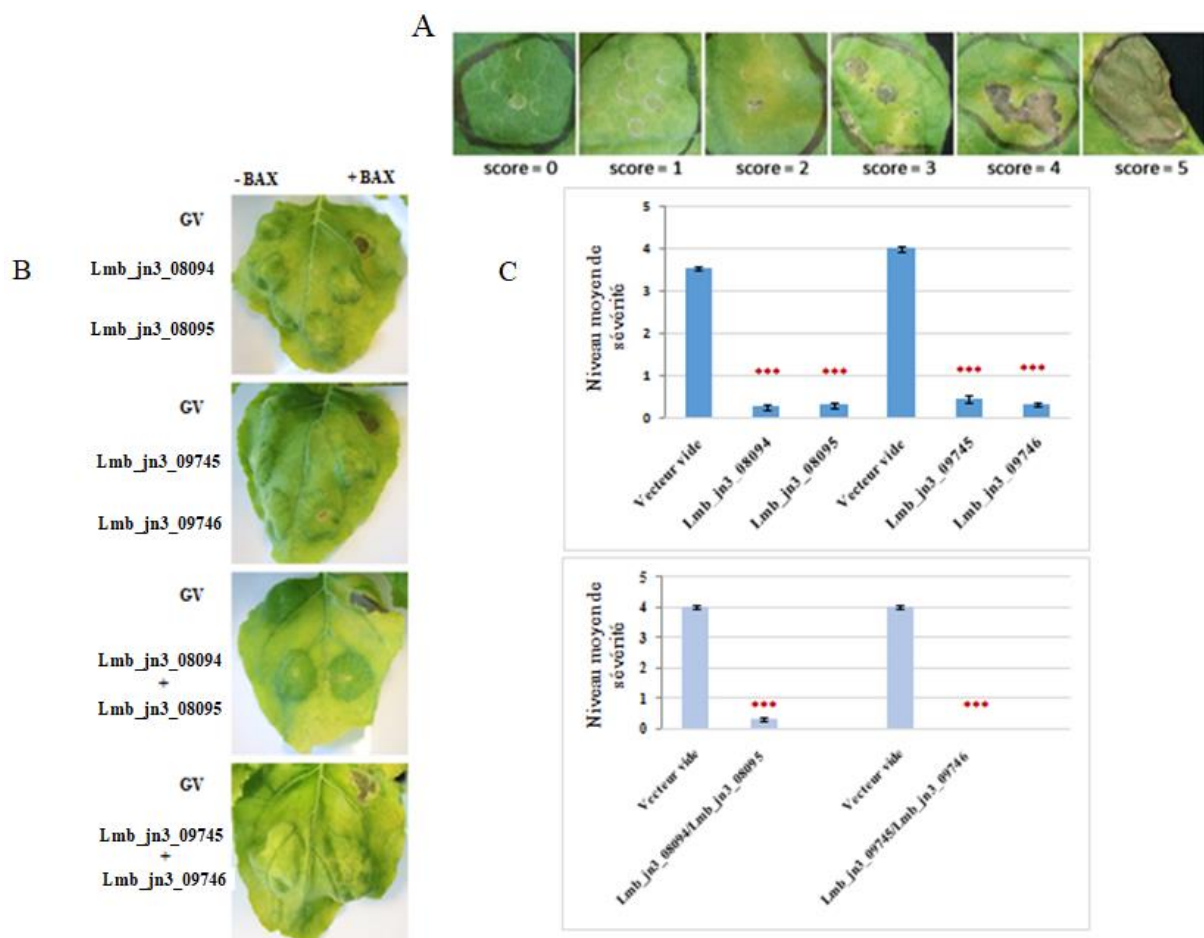 A
score = 0 score = 1 score = 2 score = 3 score = 4 score = 5
B
- BAX + BAX
GV
Lmb_jn3_08094
Lmb_jn3_08095
GV
Lmb_jn3_09745
Lmb_jn3_09746
GV
Lmb_jn3_08094
+
Lmb_jn3_08095
GV
Lmb_jn3_09745
+
Lmb_jn3_09746
C
Niveau moyen de
sévérité
5
4
3
2
1
0
*** *** *** ***
Vecteur vide
Lmb_jn3_08094
Lmb_jn3_08095
Vecteur vide
Lmb_jn3_09745
Lmb_jn3_09746
Niveau moyen de
sévérité
5
4
3
2
1
0
*** ***
Vecteur vide
Lmb_jn3_08094/Lmb_jn3_08095
Vecteur vide
Lmb_jn3_09745/Lmb_jn3_09746